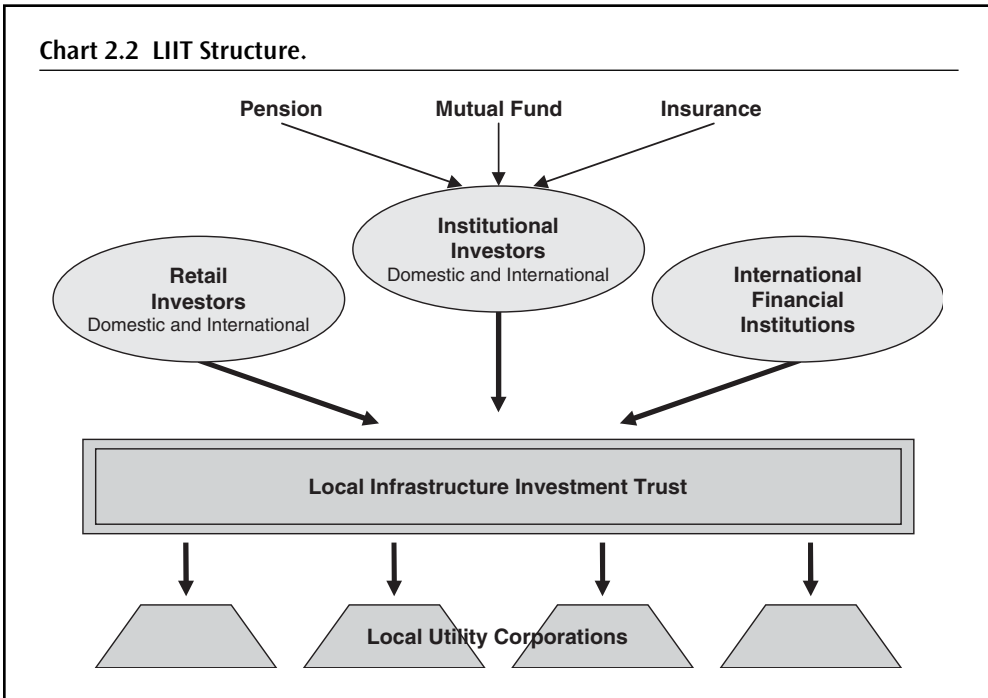 Chart 2.2 LIIT Structure.
Pension Mutual Fund Insurance
Institutional
Investors
Domestic and International
Retail
Investors
Domestic and International
International
Financial
Institutions
Local Infrastructure Investment Trust
Local Utility Corporations